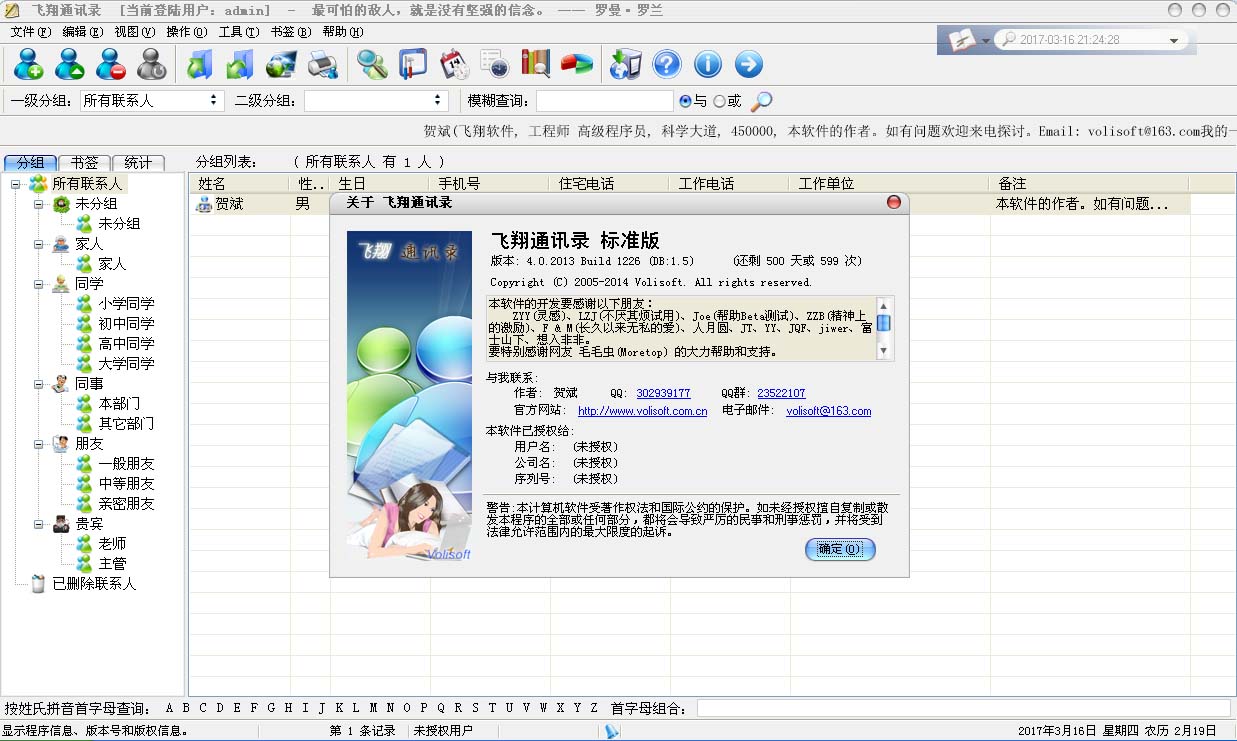 飞翔通讯录 [当前登陆用户：admin] － 最可怕的敌人，就是没有坚强的信念。 —— 罗曼·罗兰
文件(F) 编辑(E) 视图(V) 操作(O) 工具(T) 书签(B) 帮助(H)
2017-03-16 21:24:28
一级分组： 所有联系人 二级分组： 模糊查询： 与 或
贺斌(飞翔软件, 工程师 高级程序员, 科学大道, 450000, 本软件的作者。如有问题欢迎来电探讨。Email: volisoft@163.com我的一
分组 书签 统计 分组列表： ( 所有联系人 有 1 人 )
姓名 性.. 生日 手机号 住宅电话 工作电话 工作单位 备注
贺斌 男 本软件的作者。如有问题...
所有联系人
未分组
未分组
家人
家人
同学
小学同学
初中同学
高中同学
大学同学
同事
本部门
其它部门
朋友
一般朋友
中等朋友
亲密朋友
贵宾
老师
主管
已删除联系人
关于 飞翔通讯录
飞翔 通讯录
Volisoft
飞翔通讯录 标准版
版本: 4.0.2013 Build 1226 (DB:1.5) (还剩 500 天或 599 次)
Copyright (C) 2005-2014 Volisoft. All rights reserved.
本软件的开发要感谢以下朋友：
ZYY(灵感)、LZJ(不厌其烦试用)、Joe(帮助Beta测试)、ZZB(精神上
的激励)、F & M(长久以来无私的爱)、人月圆、JT、YY、JQF、jiwer、富
士山下、想入非非。
要特别感谢网友 毛毛虫(Moretop) 的大力帮助和支持。
与我联系:
作者: 贺斌 QQ: 302939177 QQ群: 23522107
官方网站: http://www.volisoft.com.cn 电子邮件: volisoft@163.com
本软件已授权给:
用户名: (未授权)
公司名: (未授权)
序列号: (未授权)
警告:本计算机软件受著作权法和国际公约的保护。如未经授权擅自复制或散
发本程序的全部或任何部分，都将会导致严厉的民事和刑事惩罚，并将受到
法律允许范围内的最大限度的起诉。
确定(O)
按姓氏拼音首字母查询： A B C D E F G H I J K L M N O P Q R S T U V W X Y Z 首字母组合:
显示程序信息、版本号和版权信息。 第 1 条记录 未授权用户 2017年3月16日 星期四 农历 2月19日